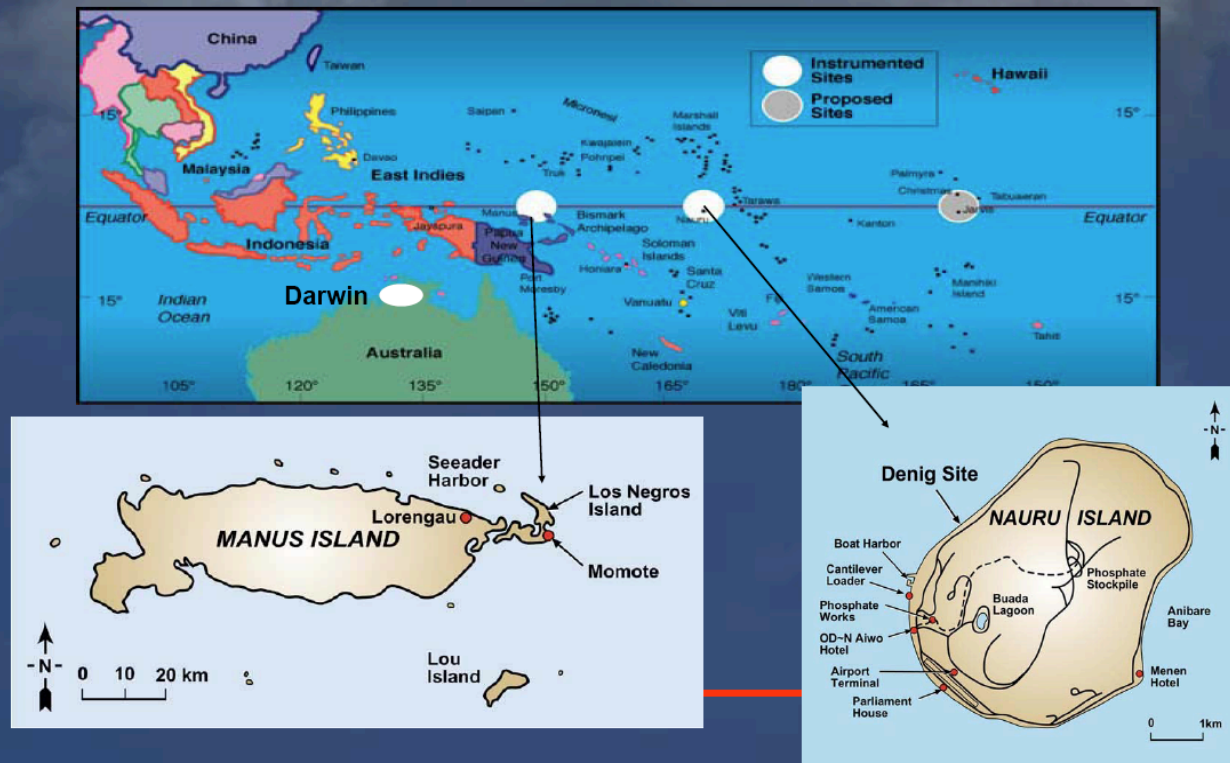 China
Taiwan
Instrumented
Sites
Proposed
Sites
Hawaii
15°
Philippines
Saipan
Micronesi
Marshall
Islands
15°
Kwajalein
Pohnpei
Truk
Davao
Malaysia
East Indies
Palmyra
Christmas
Tabuaeran
Jarvis
Tarawa
Equator
Manus
Bismark
Archipelago
Nauru
Kanton
Equator
Jayapura
Papua
New
Guinea
Indonesia
Soloman
Islands
Honiara
Santa
Cruz
Port
Moresby
Western
Samoa
Manihiki
Island
Darwin
15°
Indian
Ocean
Vanuatu
Fiji
Viti
Levu
American
Samoa
15°
Tahiti
Australia
New
Caledonia
South
Pacific
105°
120°
135°
150°
165°
180°
165°
150°
Seeader
Harbor
Los Negros
Island
Lorengau
MANUS ISLAND
Momote
-N-
0 10 20 km
Lou
Island
-N-
Denig Site
NAURU ISLAND
Boat Harbor
Cantilever
Loader
Phosphate
Stockpile
Phosphate
Works
Buada
Lagoon
Anibare
Bay
OD~N Aiwo
Hotel
Airport
Terminal
Menen
Hotel
Parliament
House
0 1km